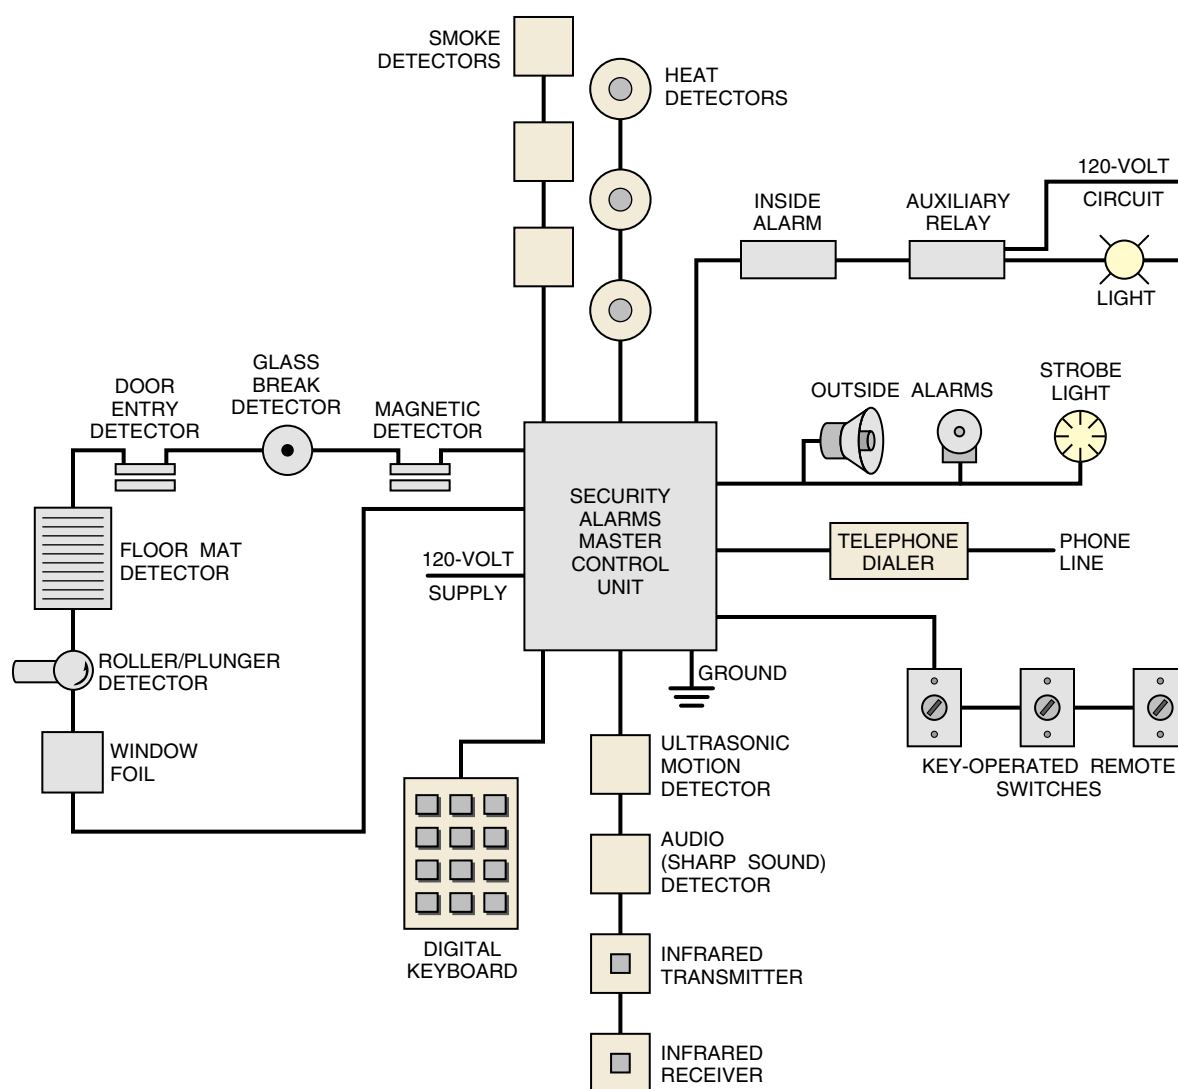 SMOKE
DETECTORS
HEAT
DETECTORS
120-VOLT
CIRCUIT
INSIDE
ALARM
AUXILIARY
RELAY
LIGHT
GLASS
BREAK
DETECTOR
DOOR
ENTRY
DETECTOR
MAGNETIC
DETECTOR
OUTSIDE ALARMS
STROBE
LIGHT
SECURITY
ALARMS
MASTER
CONTROL
UNIT
FLOOR MAT
DETECTOR
120-VOLT
SUPPLY
TELEPHONE
DIALER
PHONE
LINE
ROLLER/PLUNGER
DETECTOR
GROUND
WINDOW
FOIL
ULTRASONIC
MOTION
DETECTOR
KEY-OPERATED REMOTE
SWITCHES
AUDIO
(SHARP SOUND)
DETECTOR
DIGITAL
KEYBOARD
INFRARED
TRANSMITTER
INFRARED
RECEIVER